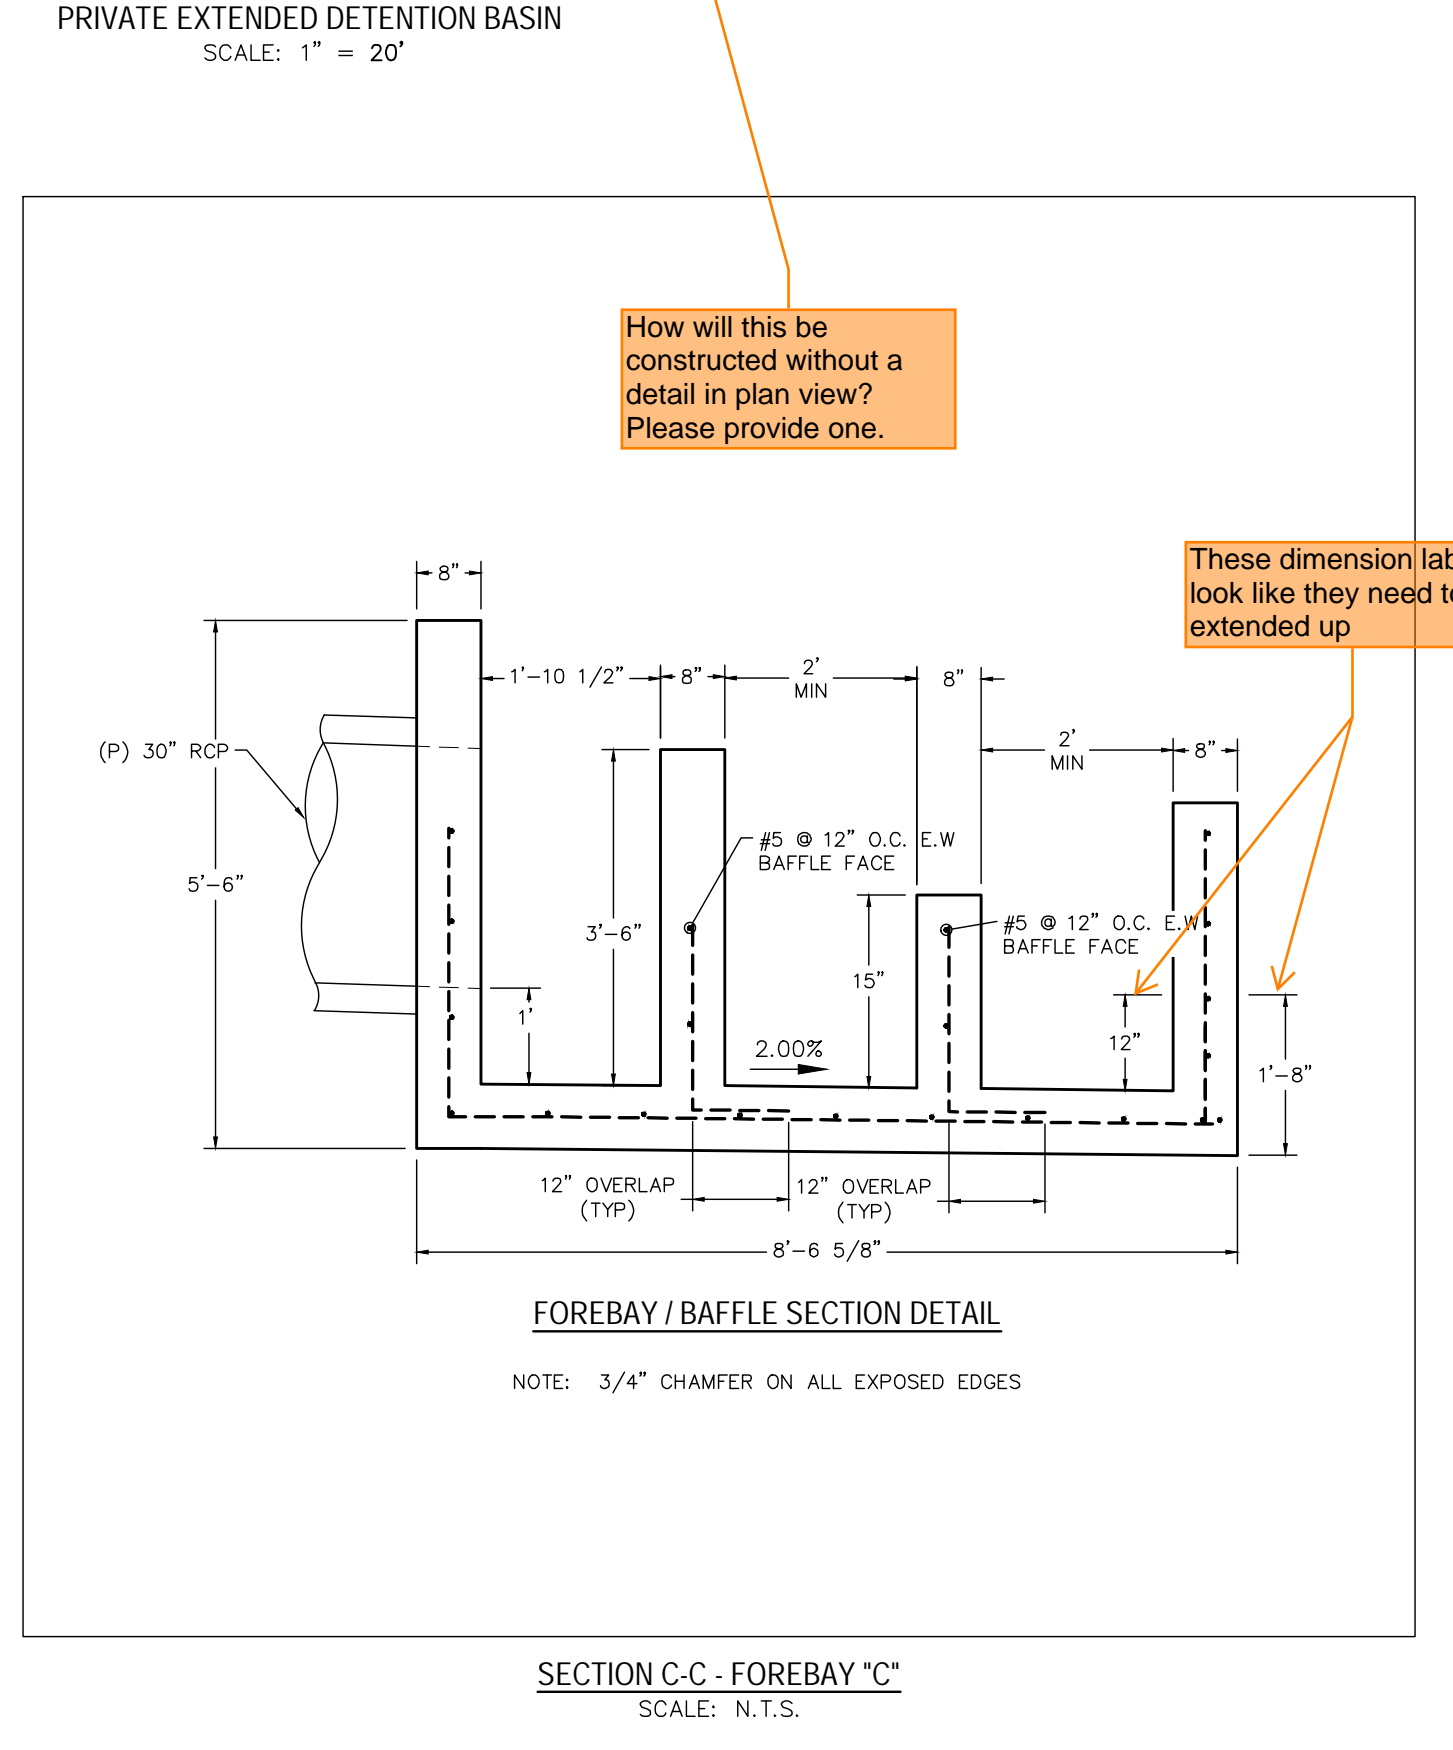 PRIVATE EXTENDED DETENTION BASIN
SCALE: 1" = 20'
How will this be
constructed without a
detail in plan view?
Please provide one.
These dimension
look like they need
extended up
8"
1'-10 1/2"
8"
2'
MIN
8"
2'
MIN
8"
(P) 30" RCP
#5 @ 12" O.C. E.W
BAFFLE FACE
5'-6"
3'-6"
#5 @ 12" O.C. E.W
BAFFLE FACE
15"
1'
2.00%
12"
1'-8"
12" OVERLAP
(TYP)
12" OVERLAP
(TYP)
8'-6 5/8"
FOREBAY / BAFFLE SECTION DETAIL
NOTE: 3/4" CHAMFER ON ALL EXPOSED EDGES
SECTION C-C - FOREBAY "C"
SCALE: N.T.S.